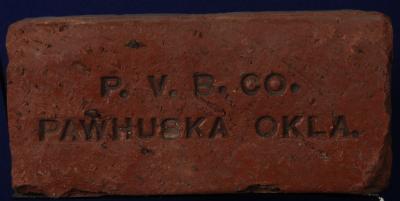 P. V. B. CO.
PAWHUSKA OKLA.